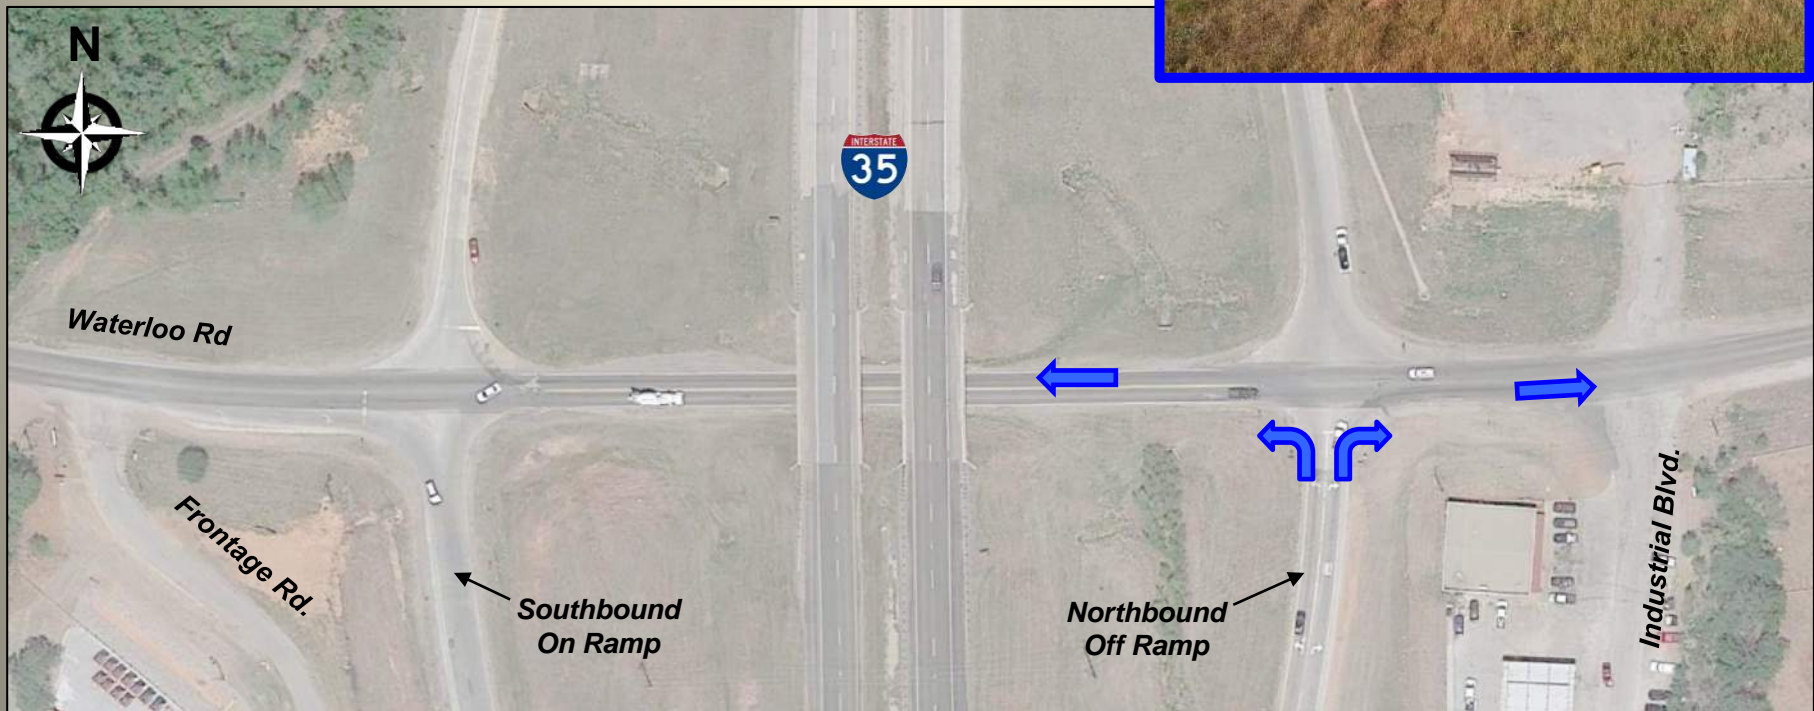 N
INTERSTATE
35
Waterloo Rd
Frontage Rd.
Southbound
On Ramp
Northbound
Off Ramp
Industrial Blvd.